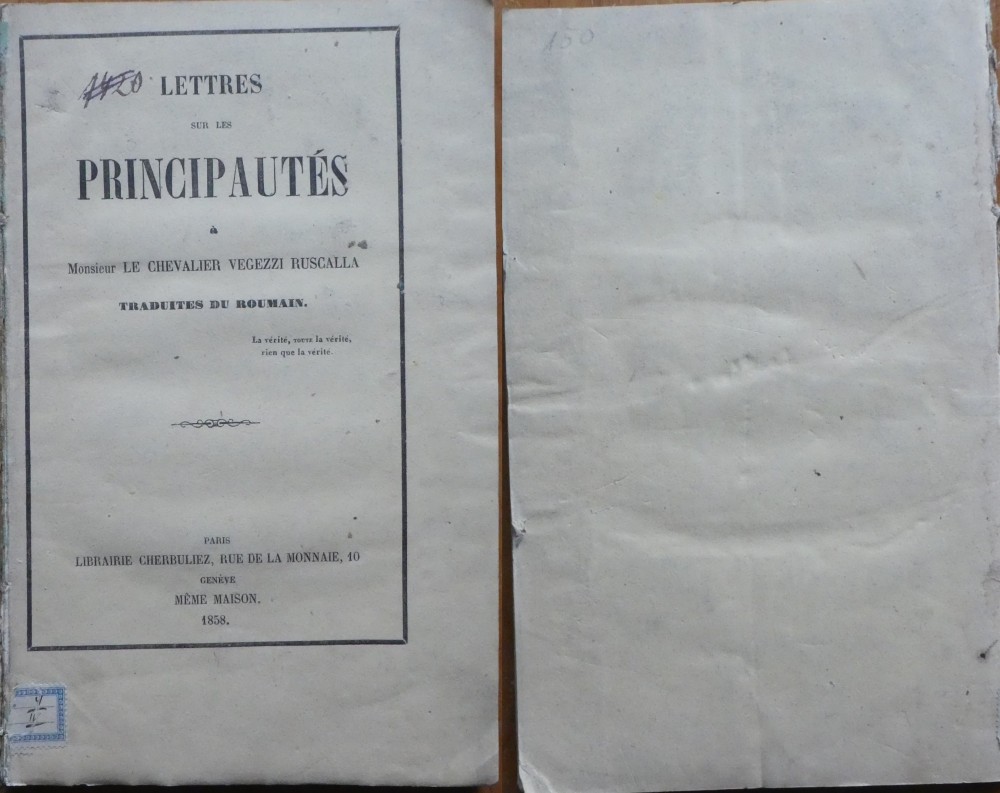 LETTRES
SUR LES
PRINCIPAUTÉS
à
Monsieur LE CHEVALIER VEGEZZI RUSCALLA
TRADUITES DU ROUMAIN.
La vérité, toute la vérité,
rien que la vérité.
PARIS
LIBRAIRIE CHERBULIEZ, RUE DE LA MONNAIE, 10
GENÈVE
MÊME MAISON.
1858.
V
II
150